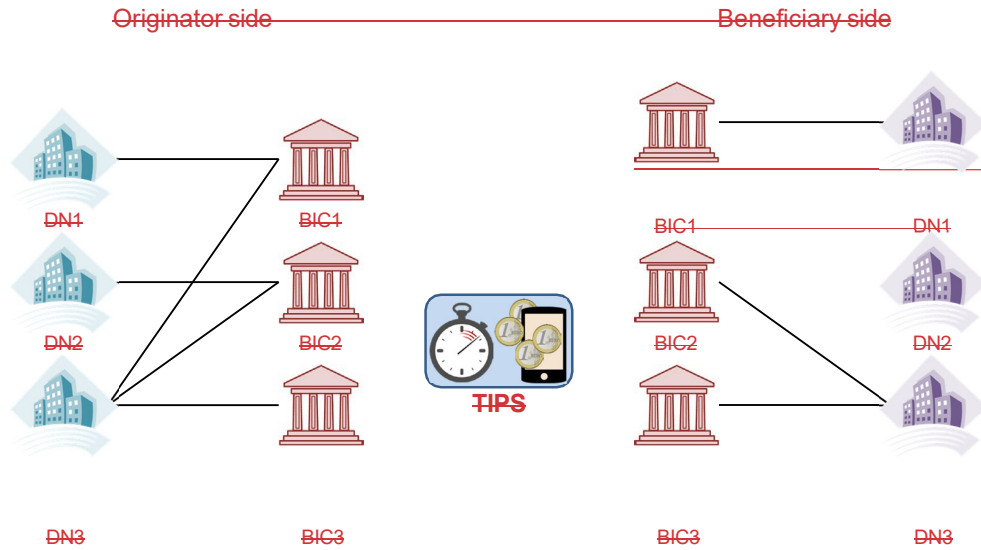 Originator side Beneficiary side
DN1 BIC1 BIC1 DN1
DN2 BIC2 BIC2 DN2
TIPS
DN3 BIC3 BIC3 DN3